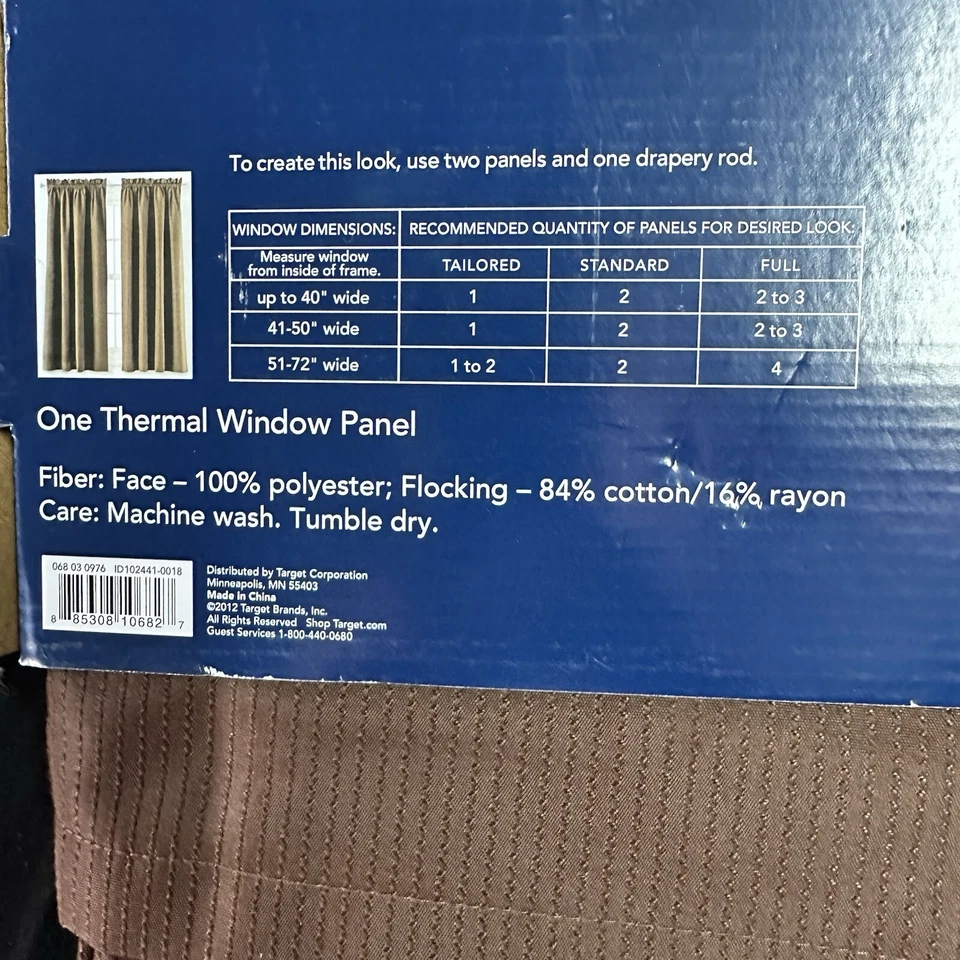 To create this look, use two panels and one drapery rod.
WINDOW DIMENSIONS: RECOMMENDED QUANTITY OF PANELS FOR DESIRED LOOK:
Measure window
from inside of frame. TAILORED STANDARD FULL
up to 40" wide 1 2 2 to 3
41-50" wide 1 2 2 to 3
51-72" wide 1 to 2 2 4
One Thermal Window Panel
Fiber: Face – 100% polyester; Flocking – 84% cotton/16% rayon
Care: Machine wash. Tumble dry.
068 03 0976 ID102441-0018
8 85308 10682 7
Distributed by Target Corporation
Minneapolis, MN 55403
Made in China
©2012 Target Brands, Inc.
All Rights Reserved Shop Target.com
Guest Services 1-800-440-0680